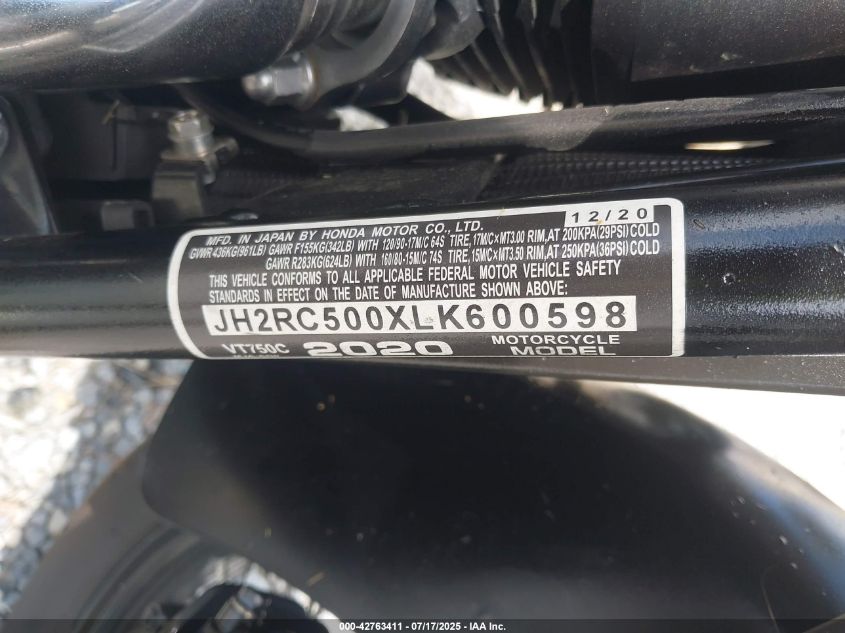 12/20
MFD. IN JAPAN BY HONDA MOTOR CO., LTD.
GVWR 436KG(961LB) GAWR F155KG(342LB) WITH 120/90-17M/C 64S TIRE, 17M/C×MT3.00 RIM, AT 200KPA(29PSI) COLD
GAWR R283KG(624LB) WITH 160/80-15M/C 74S TIRE, 15MC×MT3.50 RIM, AT 250KPA(36PSI) COLD
THIS VEHICLE CONFORMS TO ALL APPLICABLE FEDERAL MOTOR VEHICLE SAFETY
STANDARDS IN EFFECT ON THE DATE OF MANUFACTURE SHOWN ABOVE:
JH2RC500XLK600598
VT750C 2020 MOTORCYCLE
MODEL
000-42763411 - 07/17/2025 - IAA Inc.